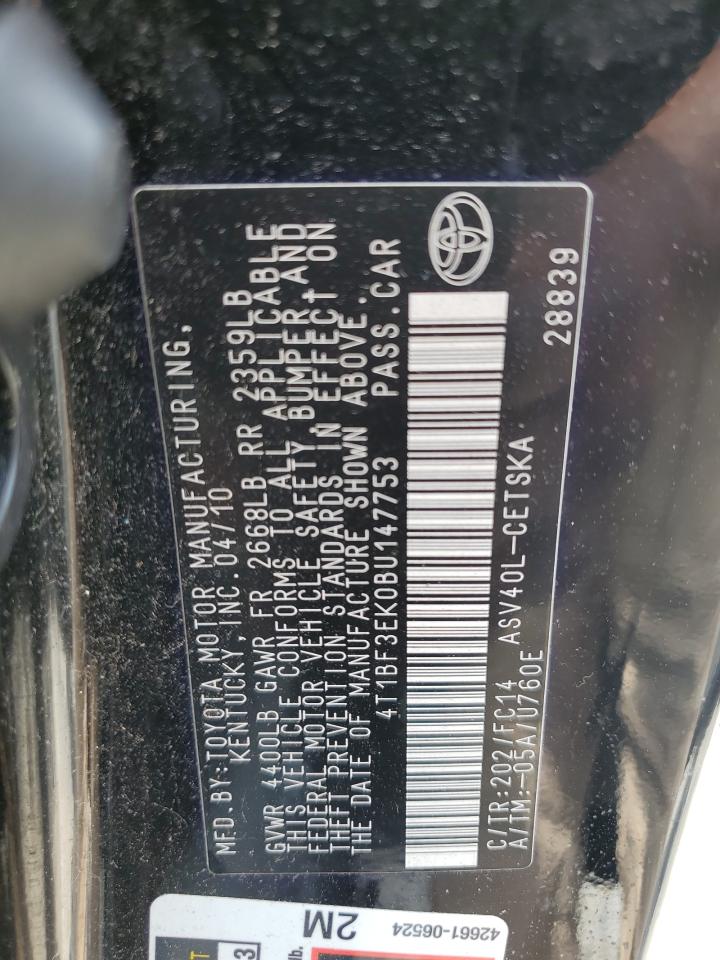 MFD.BY:TOYOTA MOTOR MANUFACTURING,
KENTUCKY, INC. 04/10
GVWR 4400LB GAWR FR 2668LB RR 2359LB
THIS VEHICLE CONFORMS TO ALL APPLICABLE
FEDERAL MOTOR VEHICLE SAFETY, BUMPER, AND
THEFT PREVENTION STANDARDS IN EFFECT ON
THE DATE OF MANUFACTURE SHOWN ABOVE.
4T1BF3EK0BU147753 PASS.CAR
C/TR:202/FC14 ASV40L-CETSKA
A/TM:-05A/U760E 28839
2M
42661-06524
3
lb.